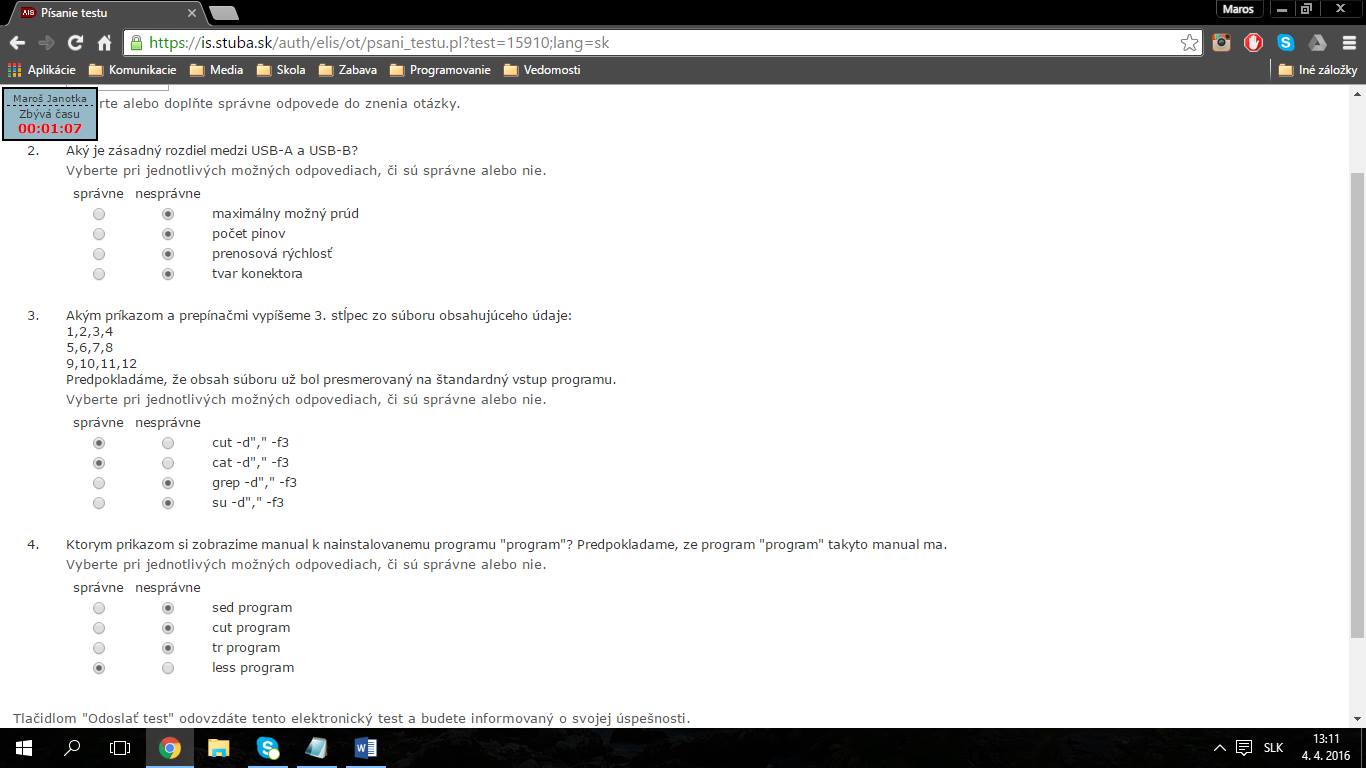 Písanie testu
Maros
https://is.stuba.sk/auth/elis/ot/psani_testu.pl?test=15910;lang=sk
Aplikácie Komunikacie Media Skola Zabava Programovanie Vedomosti Iné záložky
Maroš Janotka
Zbývá času
00:01:07
alebo doplňte správne odpovede do znenia otázky.
2. Aký je zásadný rozdiel medzi USB-A a USB-B?
Vyberte pri jednotlivých možných odpovediach, či sú správne alebo nie.
správne nesprávne
maximálny možný prúd
počet pinov
prenosová rýchlosť
tvar konektora
3. Akým príkazom a prepínačmi vypíšeme 3. stĺpec zo súboru obsahujúceho údaje:
1,2,3,4
5,6,7,8
9,10,11,12
Predpokladáme, že obsah súboru už bol presmerovaný na štandardný vstup programu.
Vyberte pri jednotlivých možných odpovediach, či sú správne alebo nie.
správne nesprávne
cut -d"," -f3
cat -d"," -f3
grep -d"," -f3
su -d"," -f3
4. Ktorym prikazom si zobrazime manual k nainstalovanemu programu "program"? Predpokladame, ze program "program" takyto manual ma.
Vyberte pri jednotlivých možných odpovediach, či sú správne alebo nie.
správne nesprávne
sed program
cut program
tr program
less program
Tlačidlom "Odoslať test" odovzdáte tento elektronický test a budete informovaný o svojej úspešnosti.
SLK
13:11
4. 4. 2016